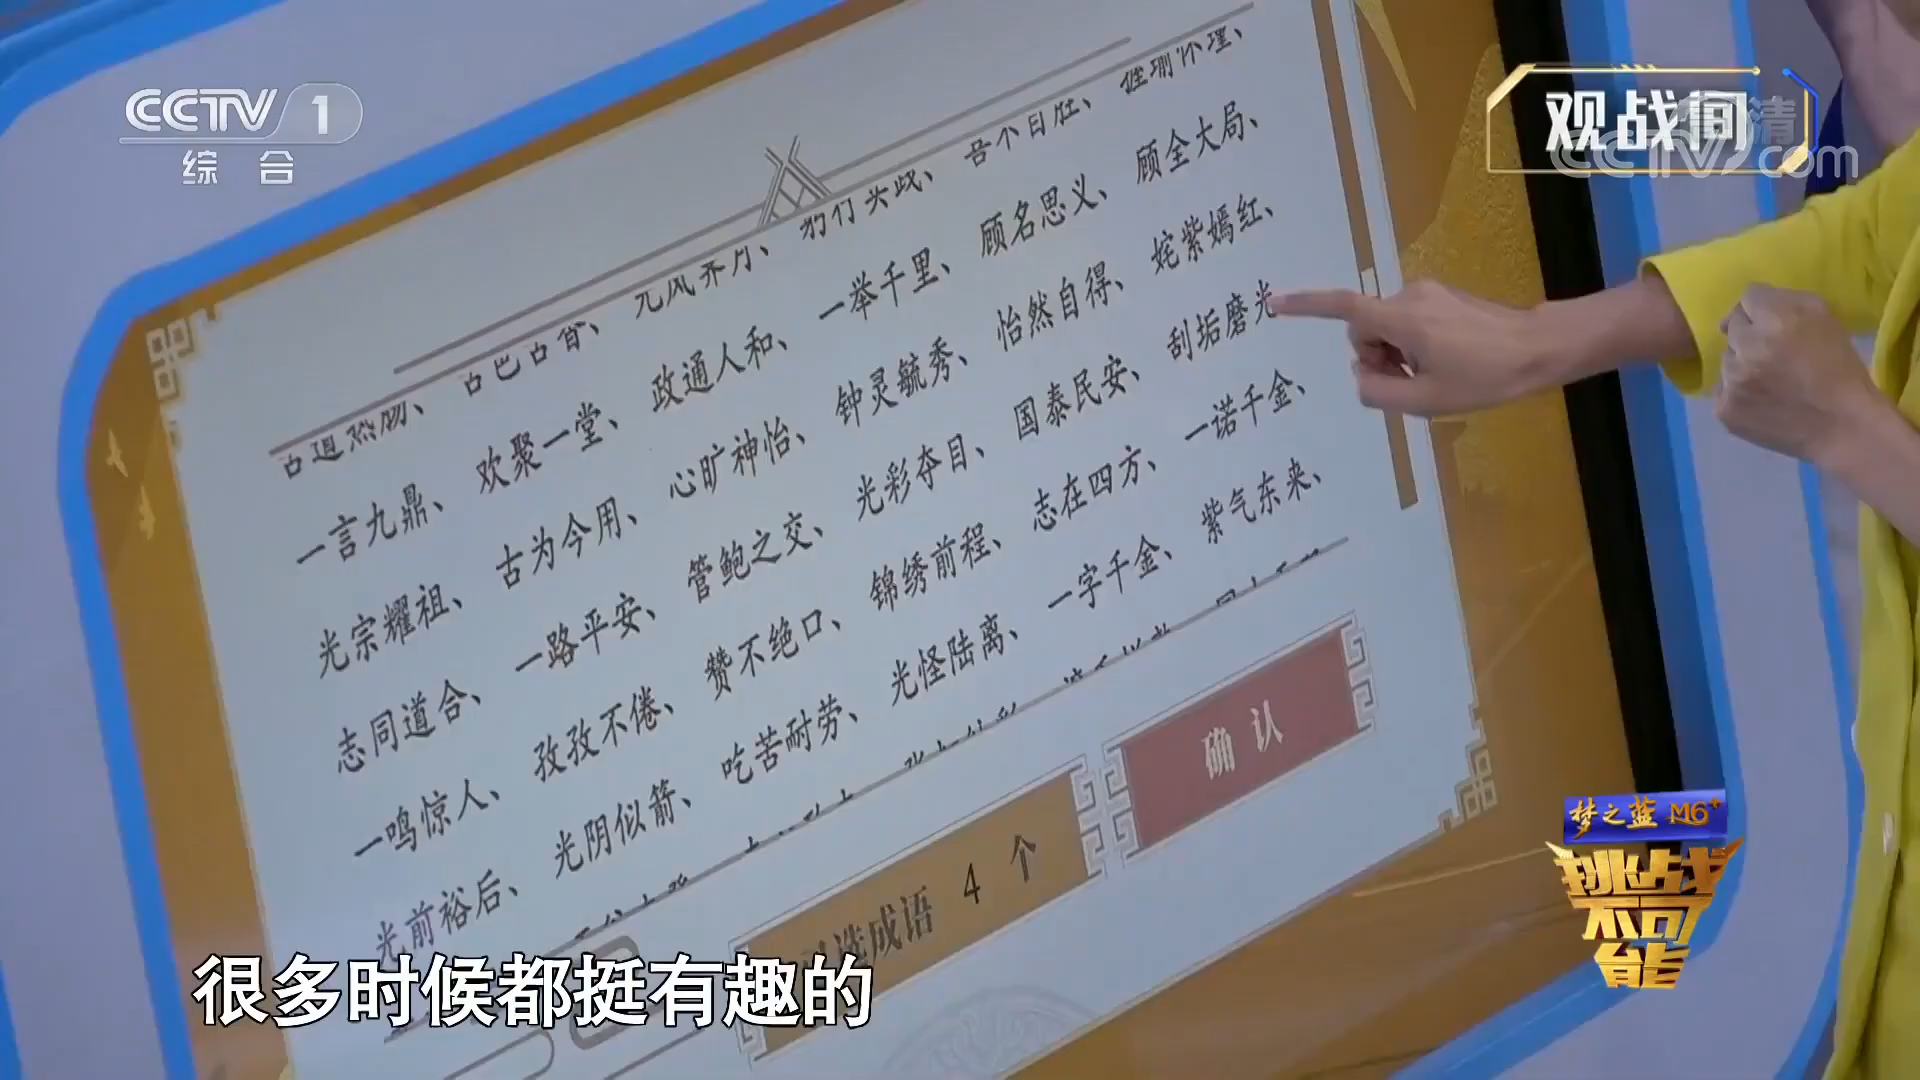 CCTV 1
综合
观战间
CCTV.com
一言九鼎、 欢聚一堂、 政通人和、 一举千里、 顾名思义、 顾全大局、
光宗耀祖、 古为今用、 心旷神怡、 钟灵毓秀、 怡然自得、 姹紫嫣红、
志同道合、 一路平安、 管鲍之交、 光彩夺目、 国泰民安、 刮垢磨光
一鸣惊人、 孜孜不倦、 赞不绝口、 锦绣前程、 志在四方、 一诺千金、
光前裕后、 光阴似箭、 吃苦耐劳、 光怪陆离、 一字千金、 紫气东来、
选成语 4 个
确认
梦之蓝 M6+
挑战
不可
能
很多时候都挺有趣的